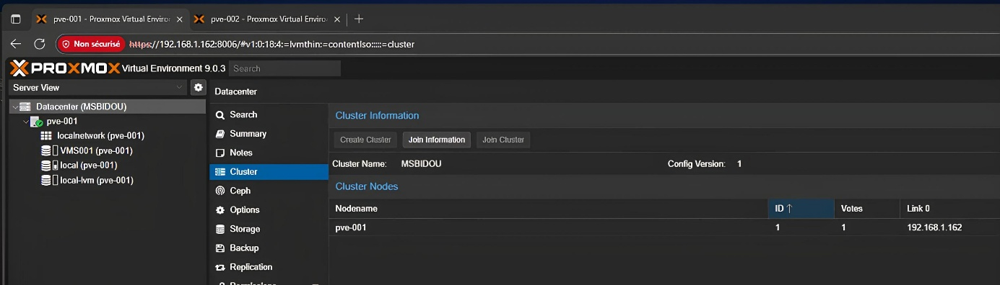 pve-001 - Proxmox Virtual Enviror
pve-002 - Proxmox Virtual Enviro
Non sécurisé https://192.168.1.162:8006/#v1:0:18:4:=lvmthin:=contentIso:::::=cluster
PROXMOX Virtual Environment 9.0.3 Search
Server View
Datacenter (MSBIDOU)
pve-001
localnetwork (pve-001)
VMS001 (pve-001)
local (pve-001)
local-lvm (pve-001)
Datacenter
Search
Summary
Notes
Cluster
Ceph
Options
Storage
Backup
Replication
Permissions
Cluster Information
Create Cluster Join Information Join Cluster
Cluster Name: MSBIDOU Config Version: 1
Cluster Nodes
Nodename ID ↑ Votes Link 0
pve-001 1 1 192.168.1.162